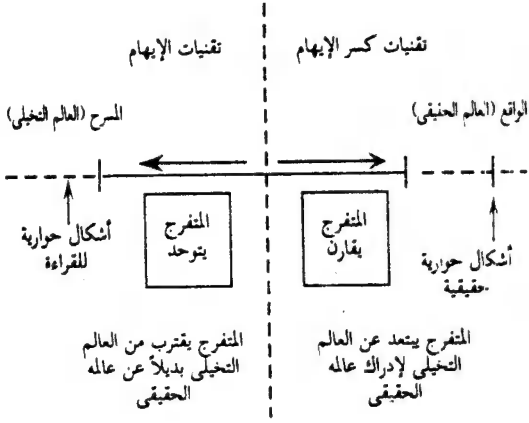 تقنيات كسر الإيهام
تقنيات الإيهام
الواقع (العالم الحقيقى)
المسرح (العالم التخيلى)
المتفرج
يقارن
المتفرج
يتوحد
أشكال حوارية
حقيقية
أشكال حوارية
للقراءة
المتفرج يبتعد عن العالم
التخيلى لإدراك عالمه
الحقيقى
المتفرج يقترب من العالم
التخيلى بديلاً عن عالمه
الحقيقى